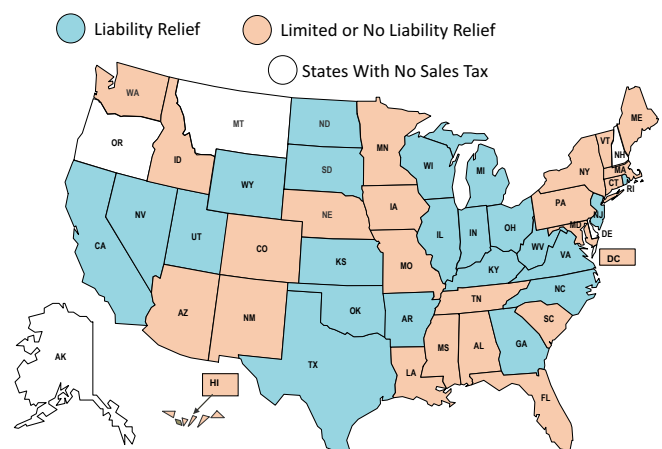 Liability Relief
Limited or No Liability Relief
States With No Sales Tax
WA
MT
ND
MN
ME
OR
ID
WY
SD
WI
MI
NY
VT
NH
MA
CT
RI
NV
UT
CO
NE
IA
PA
NJ
CA
KS
MO
IL
IN
OH
WV
VA
MD
DE
DC
KY
AZ
NM
OK
AR
TN
NC
SC
TX
LA
MS
AL
GA
FL
AK
HI